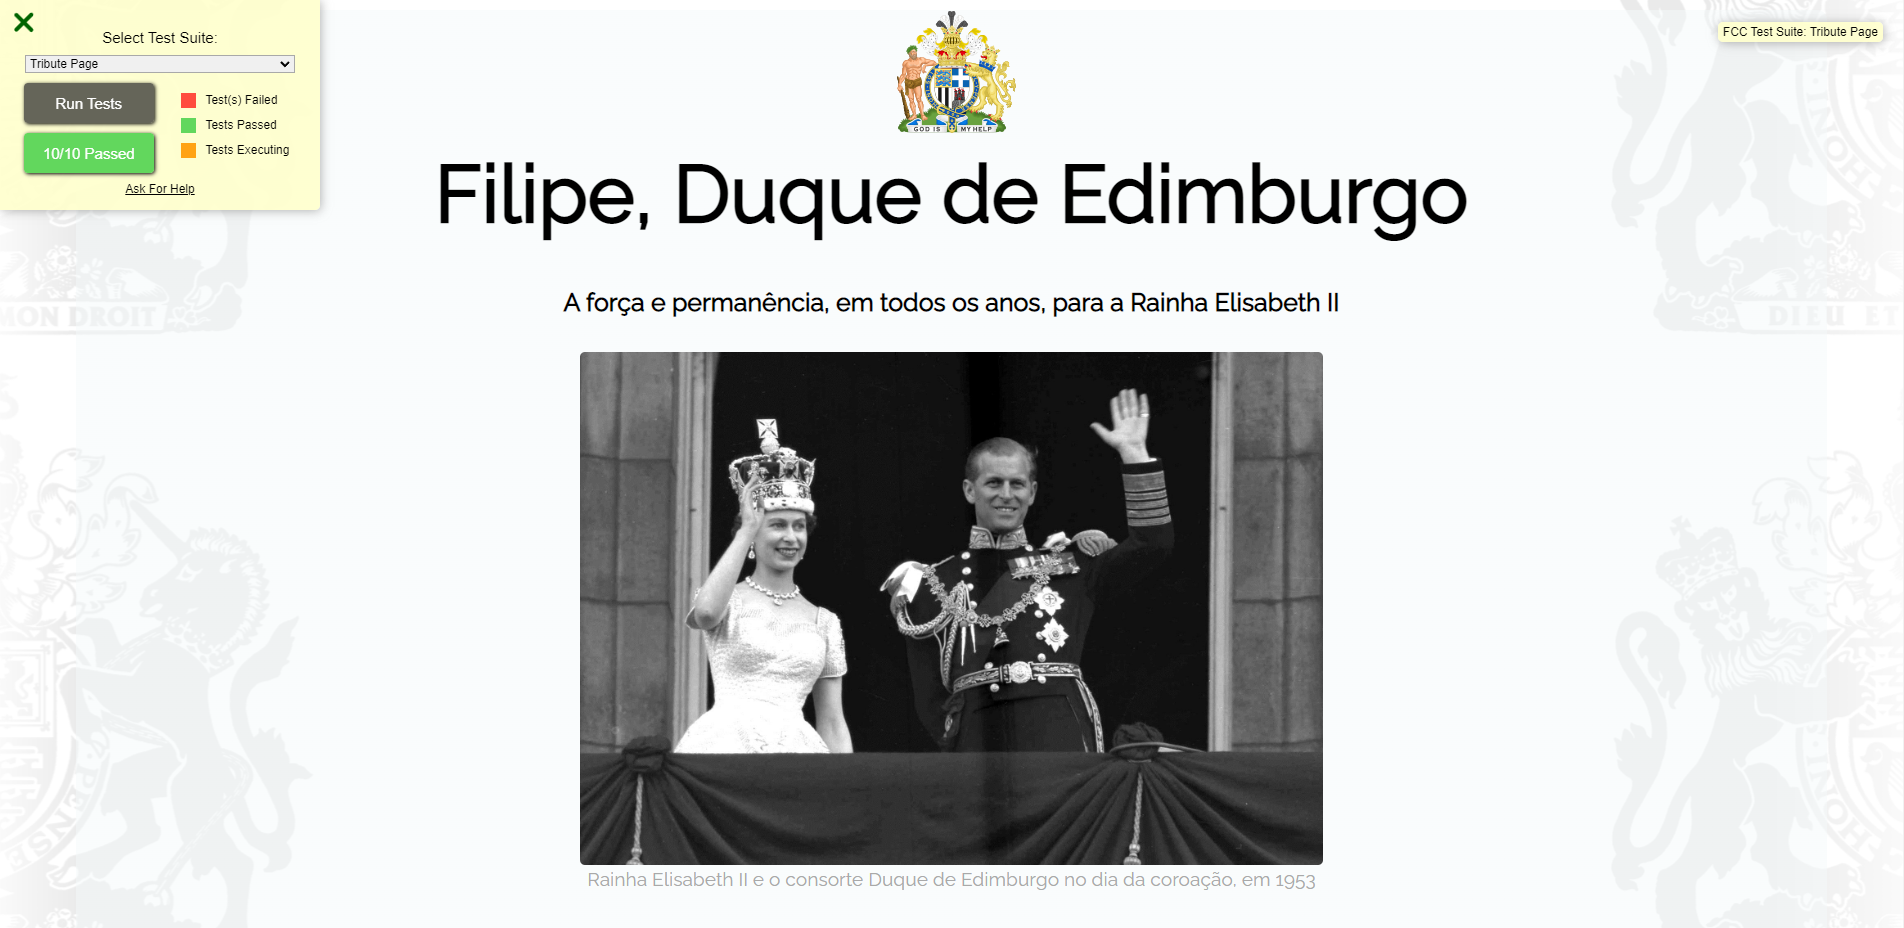 Select Test Suite:
Tribute Page
Run Tests
Test(s) Failed
Tests Passed
10/10 Passed
Tests Executing
Ask For Help
FCC Test Suite: Tribute Page
GOD IS MY HELP
Filipe, Duque de Edimburgo
A força e permanência, em todos os anos, para a Rainha Elisabeth II
MON DROIT
DIEU ET
Rainha Elisabeth II e o consorte Duque de Edimburgo no dia da coroação, em 1953